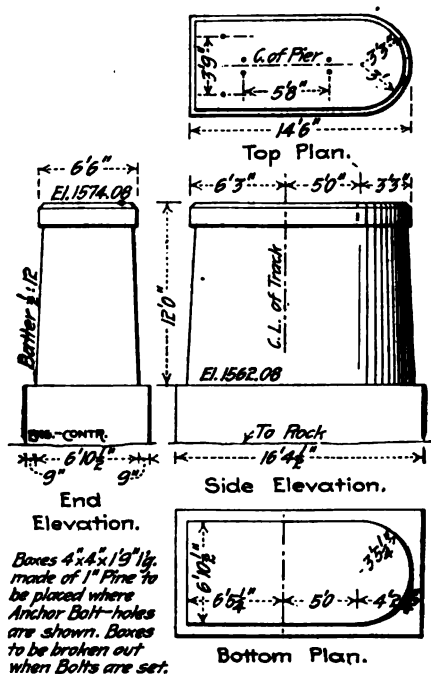 C. of Pier
3'9"
3'3"
3'
5'8"
14'6"
Top Plan.
6'6"
El. 1574.08
6'3" 5'0" 3'3"
Batter ½:12
12'0"
C.L. of Track
El. 1562.08
ENG.-CONTR.
To Rock
6'10½"
9" 9"
16'4½"
End
Elevation.
Side Elevation.
6'10½"
3'5¼"
6'5¼" 5'0
Bottom Plan.
Boxes 4"x4"x1'9" l'g.
made of 1" Pine to
be placed where
Anchor Bolt-holes
are shown. Boxes
to be broken out
when Bolts are set.